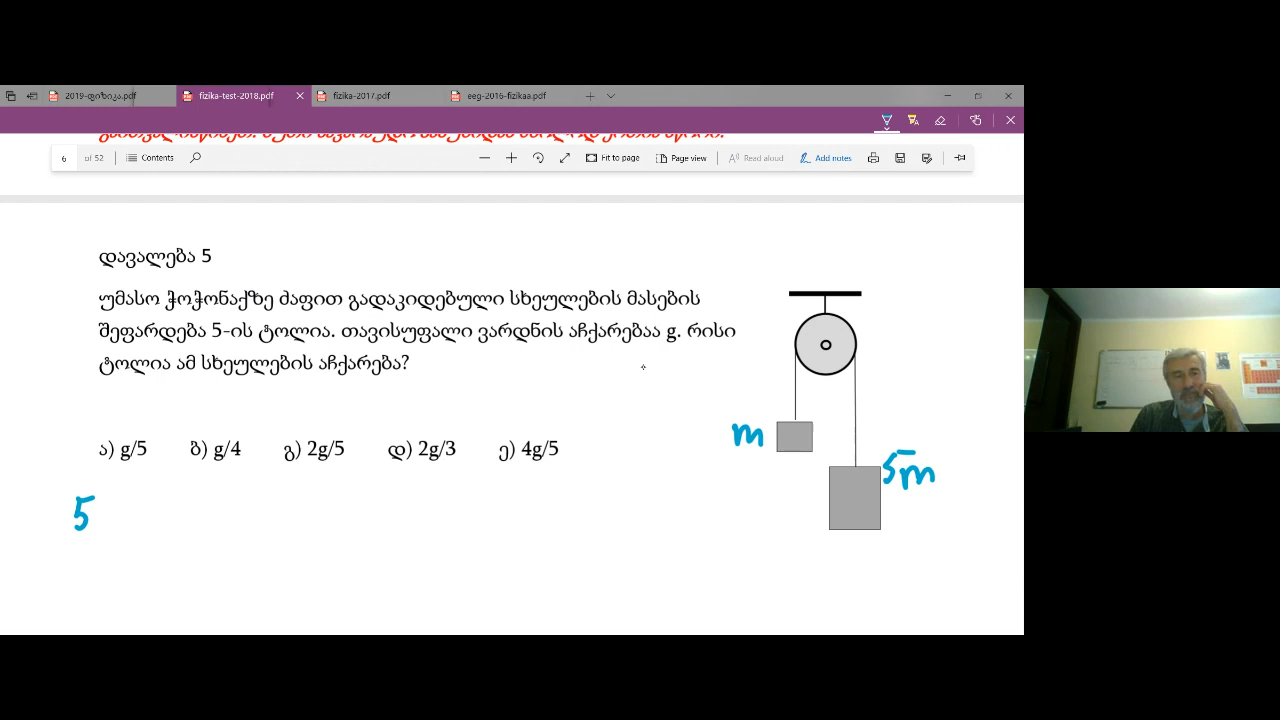 2019-ფიზიკა.pdf
fizika-test-2018.pdf
fizika-2017.pdf
eeg-2016-fizikaa.pdf
6 of 52
Contents
Fit to page
Page view
Read aloud
Add notes
დავალება 5
უმასო ჭოჭონაქზე ძაფით გადაკიდებული სხეულების მასების
შეფარდება 5-ის ტოლია. თავისუფალი ვარდნის აჩქარებაა g. რისი
ტოლია ამ სხეულების აჩქარება?
ა) g/5 ბ) g/4 გ) 2g/5 დ) 2g/3 ე) 4g/5
m
5m
5